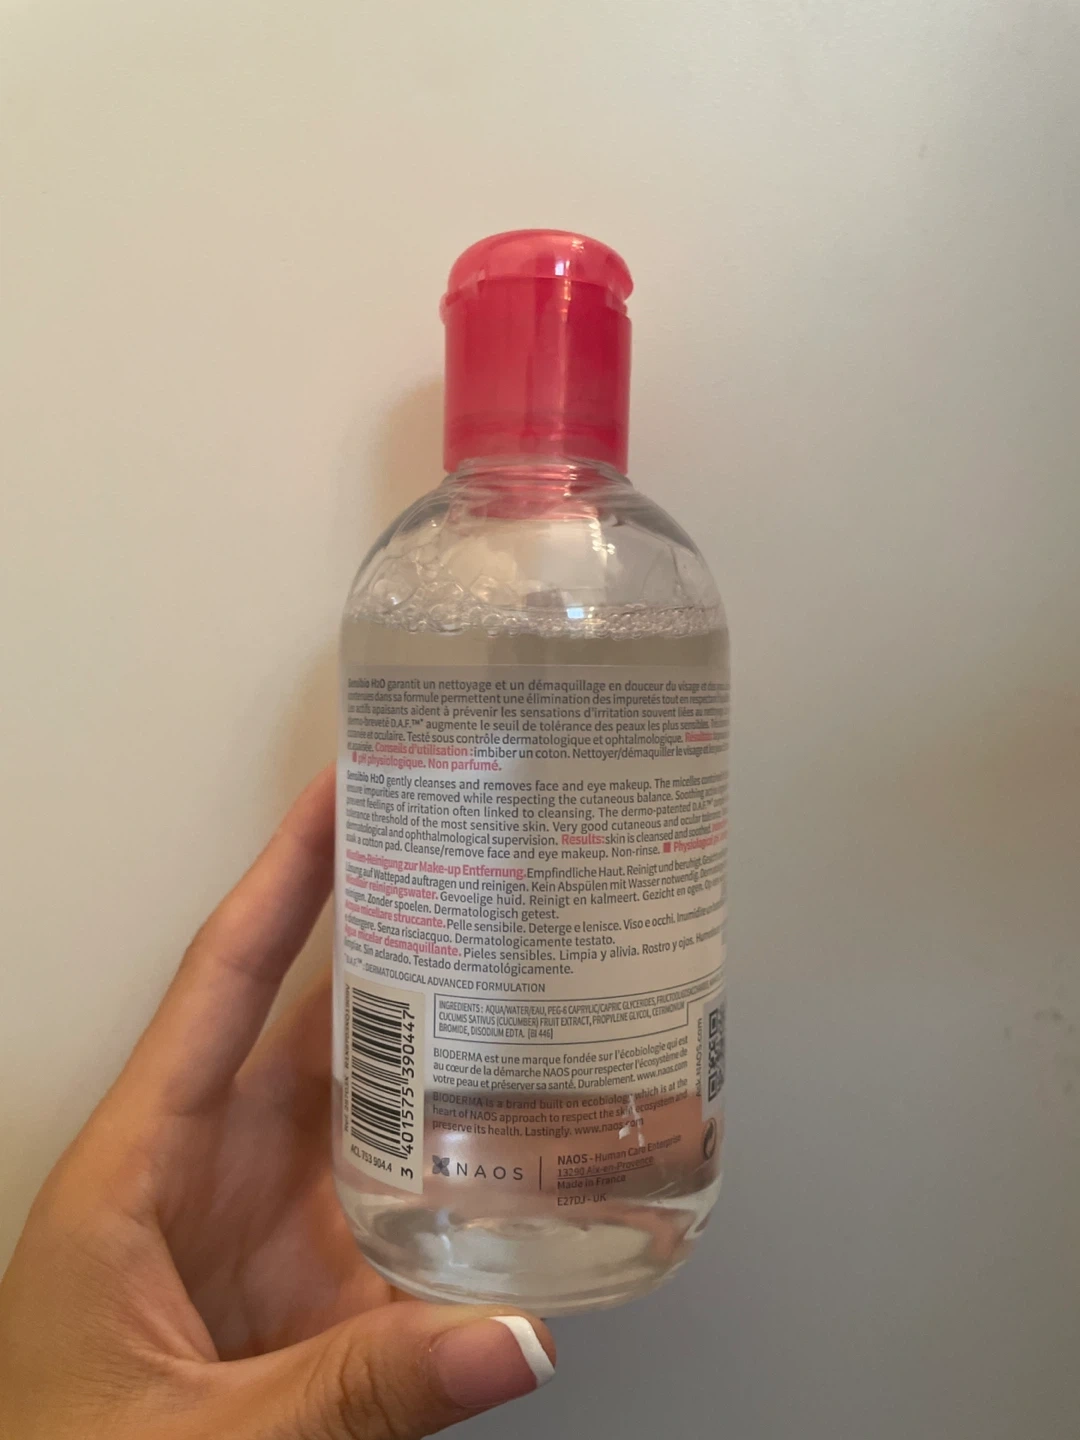 Sensibio H2O garantit un nettoyage et un démaquillage en douceur du visage et des
contenues dans sa formule permettent une élimination des impuretés tout en respectant
Les actifs apaisants aident à prévenir les sensations d'irritation souvent liées au nettoyage
dermo-breveté D.A.F.™* augmente le seuil de tolérance des peaux les plus sensibles. Très
cutanée et oculaire. Testé sous contrôle dermatologique et ophtalmologique. Résultats:
et apaisée. Conseils d'utilisation : imbiber un coton. Nettoyer/démaquiller le visage et les
pH physiologique. Non parfumé.
Sensibio H2O gently cleanses and removes face and eye makeup. The micelles contained
ensure impurities are removed while respecting the cutaneous balance. Soothing active
prevent feelings of irritation often linked to cleansing. The dermo-patented D.A.F.™*
tolerance threshold of the most sensitive skin. Very good cutaneous and ocular tolerance.
dermatological and ophthalmological supervision. Results: skin is cleansed and soothed.
soak a cotton pad. Cleanse/remove face and eye makeup. Non-rinse. Physiological
Mizellen-Reinigung zur Make-up Entfernung. Empfindliche Haut. Reinigt und beruhigt.
Lösung auf Wattepad auftragen und reinigen. Kein Abspülen mit Wasser notwendig.
Micellair reinigingswater. Gevoelige huid. Reinigt en kalmeert. Gezicht en ogen. Op
reinigen. Zonder spoelen. Dermatologisch getest.
Acqua micellare struccante. Pelle sensibile. Deterge e lenisce. Viso e occhi. Inumidire
e detergere. Senza risciacquo. Dermatologicamente testato.
Agua micelar desmaquillante. Pieles sensibles. Limpia y alivia. Rostro y ojos.
limpiar. Sin aclarado. Testado dermatológicamente.
*D.A.F.™ : DERMATOLOGICAL ADVANCED FORMULATION
INGREDIENTS : AQUA/WATER/EAU, PEG-6 CAPRYLIC/CAPRIC GLYCERIDES, FRUCTOOLIGOSACCHARIDES,
CUCUMIS SATIVUS (CUCUMBER) FRUIT EXTRACT, PROPYLENE GLYCOL, CETRIMONIUM
BROMIDE, DISODIUM EDTA. [BI 446]
BIODERMA est une marque fondée sur l'écobiologie qui est
au cœur de la démarche NAOS pour respecter l'écosystème de
votre peau et préserver sa santé. Durablement. www.naos.com
BIODERMA is a brand built on ecobiology which is at the
heart of NAOS approach to respect the skin ecosystem and
preserve its health. Lastingly. www.naos.com
Ask.NAOS.com
ACL 753 904.4
3 401575 390447
NAOS
NAOS - Human Care Enterprise
13290 Aix-en-Provence
Made in France
E27DJ - UK